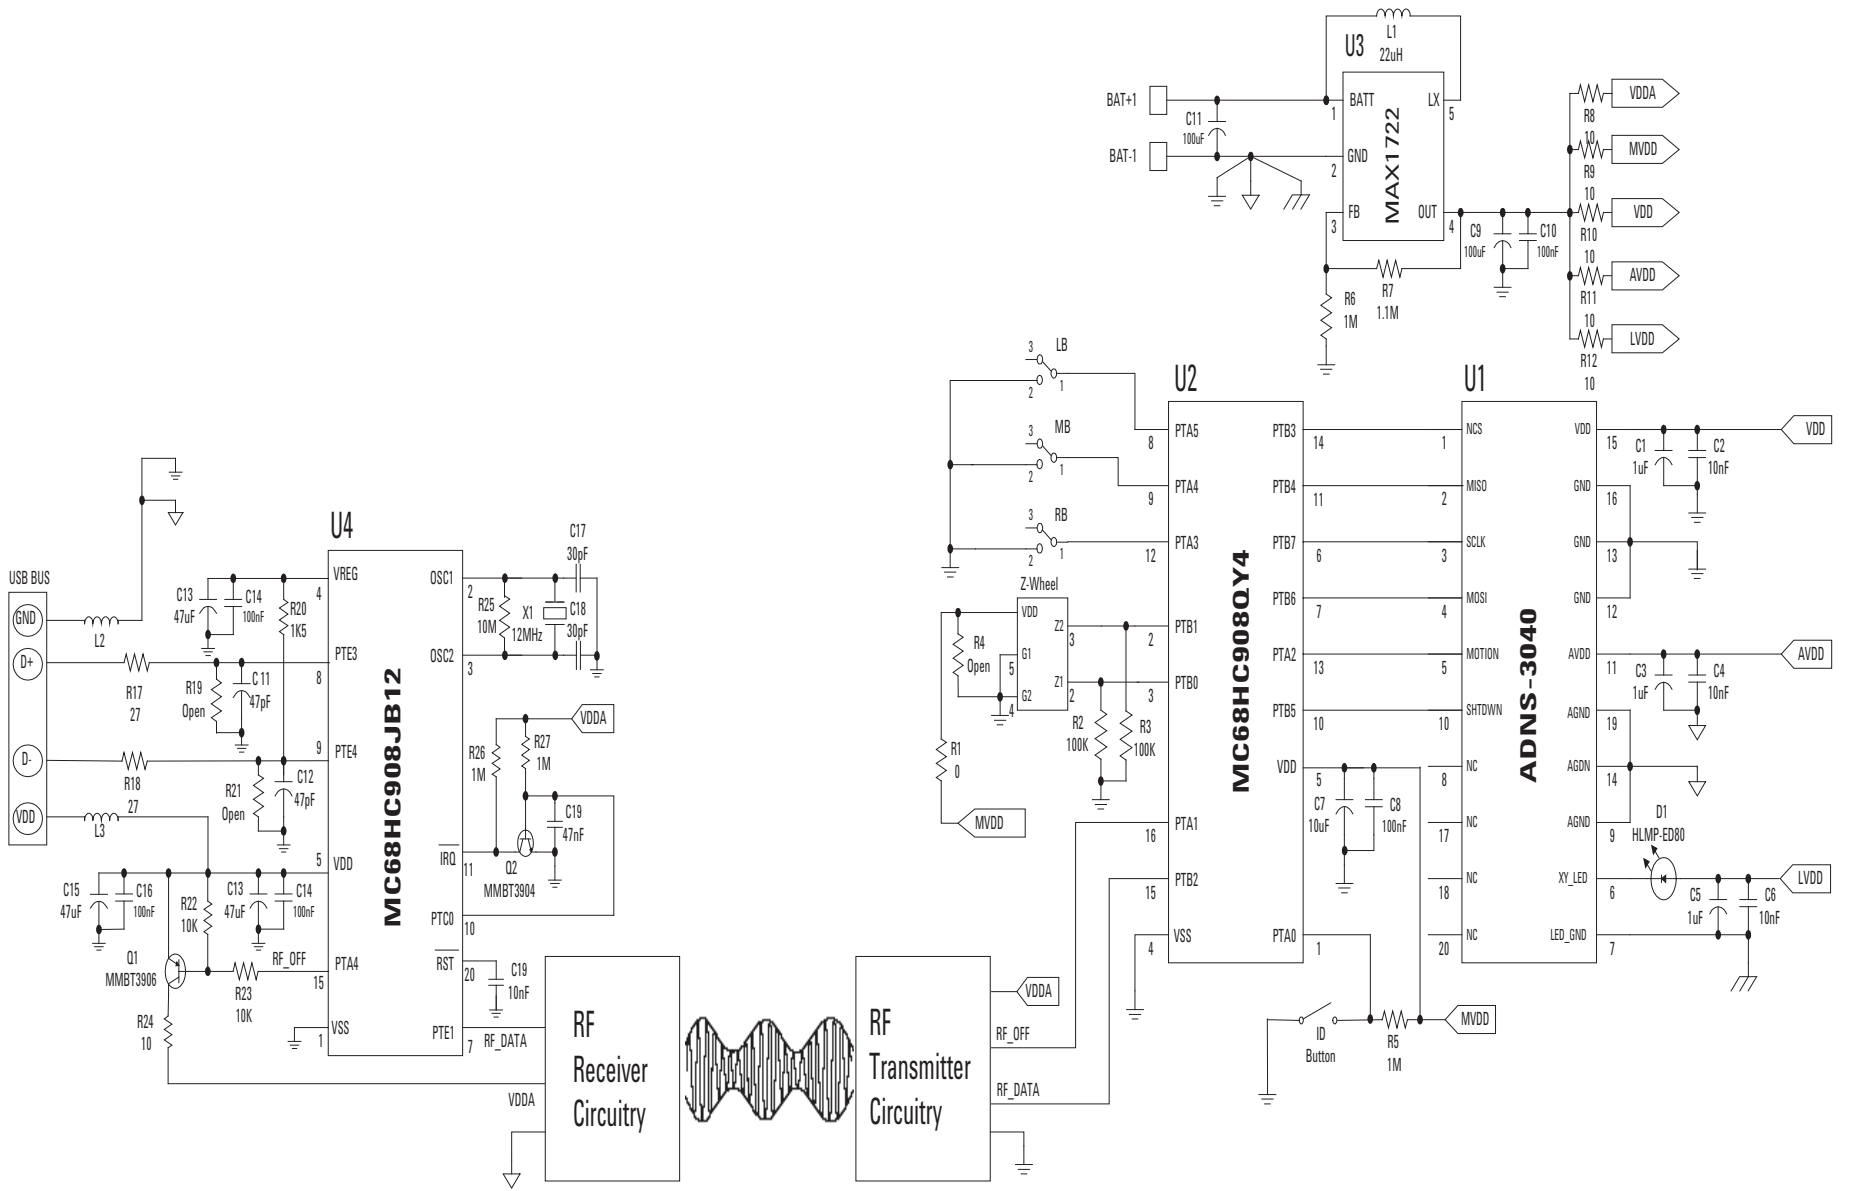 U3
L1
22uH
BAT+1
BAT-1
C11
100uF
BATT
1
LX
5
GND
2
FB
3
OUT
4
MAX1722
R6
1M
R7
1.1M
C9
100uF
C10
100nF
R8
10
VDDA
R9
10
MVDD
R10
10
VDD
R11
10
AVDD
R12
10
LVDD
3
LB
2
1
3
MB
2
1
3
RB
2
1
U2
MC68HC908QY4
PTA5
8
PTA4
9
PTA3
12
PTB1
2
PTB0
3
PTA1
16
PTB2
15
VSS
4
PTB3
14
PTB4
11
PTB7
6
PTB6
7
PTA2
13
PTB5
10
VDD
5
PTA0
1
U1
ADNS-3040
NCS
1
MISO
2
SCLK
3
MOSI
4
MOTION
5
SHTDWN
10
NC
8
NC
17
NC
18
NC
20
VDD
15
GND
16
GND
13
GND
12
AVDD
11
AGND
19
AGDN
14
AGND
9
XY_LED
6
LED_GND
7
C1
1uF
C2
10nF
VDD
C3
1uF
C4
10nF
AVDD
D1
HLMP-ED80
C5
1uF
C6
10nF
LVDD
C7
10uF
C8
100nF
ID
Button
R5
1M
MVDD
Z-Wheel
VDD
G1
5
G2
4
Z2
3
Z1
2
R4
Open
R1
0
MVDD
R2
100K
R3
100K
USB BUS
GND
D+
D-
VDD
L2
L3
R17
27
R18
27
C13
47uF
C14
100nF
R20
1K5
R19
Open
C 11
47pF
R21
Open
C12
47pF
C15
47uF
C16
100nF
R22
10K
C13
47uF
C14
100nF
Q1
MMBT3906
R23
10K
RF_OFF
R24
10
U4
MC68HC908JB12
VREG
4
PTE3
8
PTE4
9
VDD
5
PTA4
15
VSS
1
OSC1
2
OSC2
3
IRQ
11
PTC0
10
RST
20
PTE1
7
C17
30pF
R25
10M
X1
12MHz
C18
30pF
VDDA
R26
1M
R27
1M
C19
47nF
Q2
MMBT3904
C19
10nF
RF_DATA
VDDA
RF
Receiver
Circuitry
RF
Transmitter
Circuitry
VDDA
RF_OFF
RF_DATA